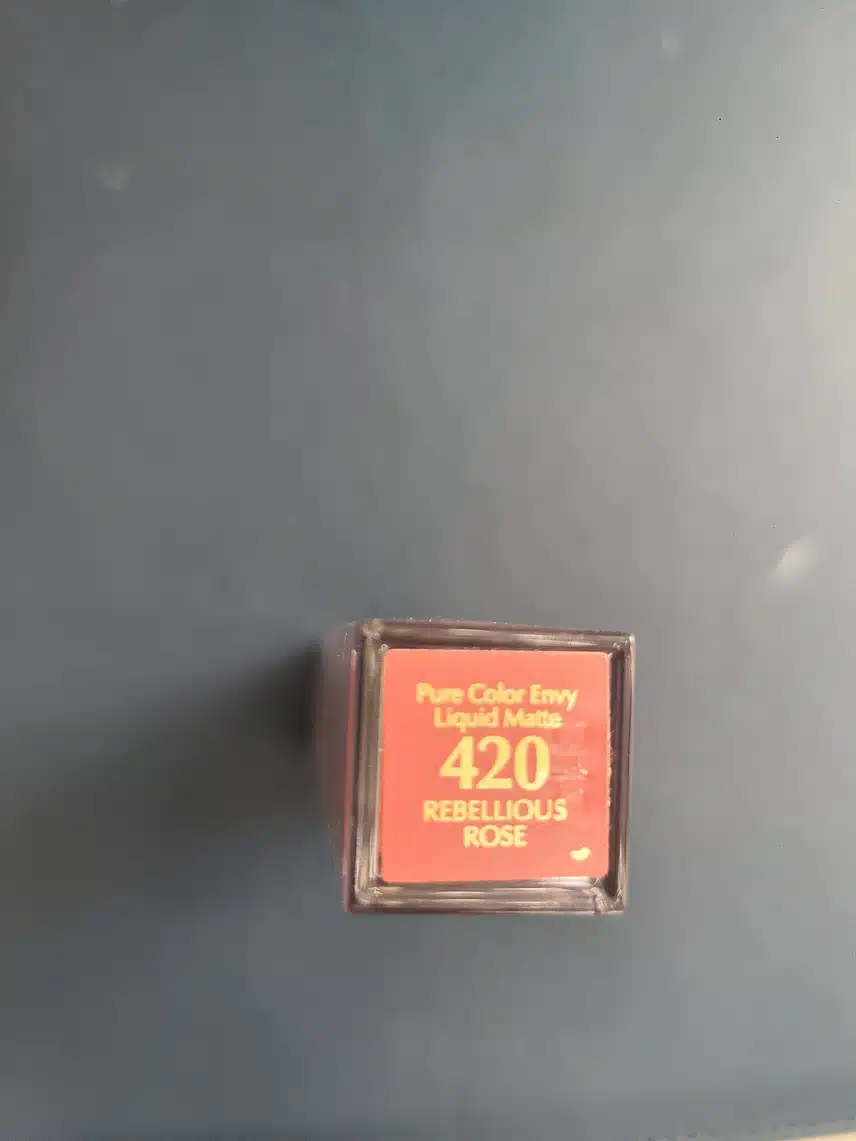 Pure Color Envy
Liquid Matte
420
REBELLIOUS
ROSE